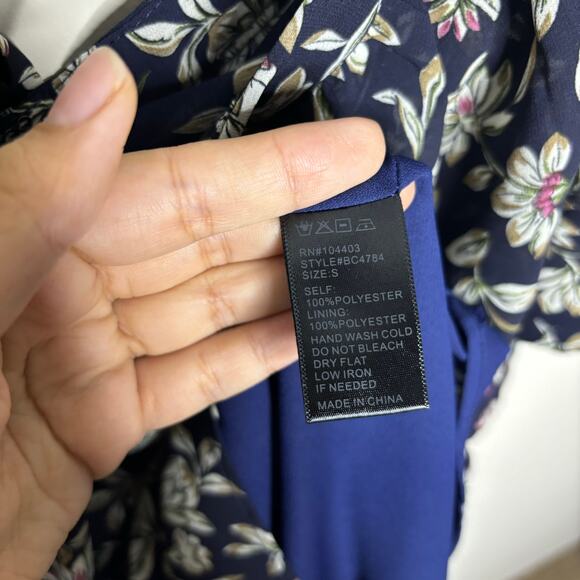 RN#104403
STYLE#BC4784
SIZE:S
SELF:
100%POLYESTER
LINING:
100%POLYESTER
HAND WASH COLD
DO NOT BLEACH
DRY FLAT
LOW IRON
IF NEEDED
MADE IN CHINA